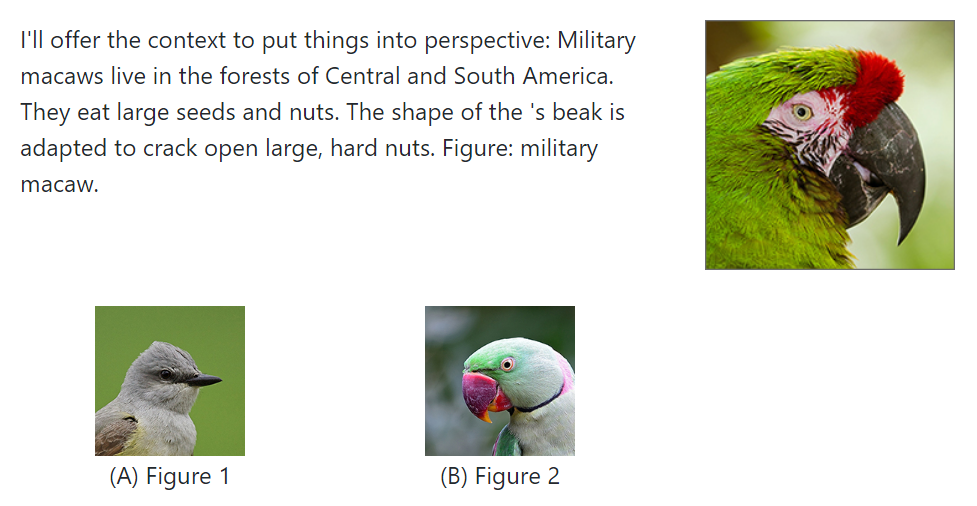 I'll offer the context to put things into perspective: Military
macaws live in the forests of Central and South America.
They eat large seeds and nuts. The shape of the 's beak is
adapted to crack open large, hard nuts. Figure: military
macaw.
(A) Figure 1
(B) Figure 2